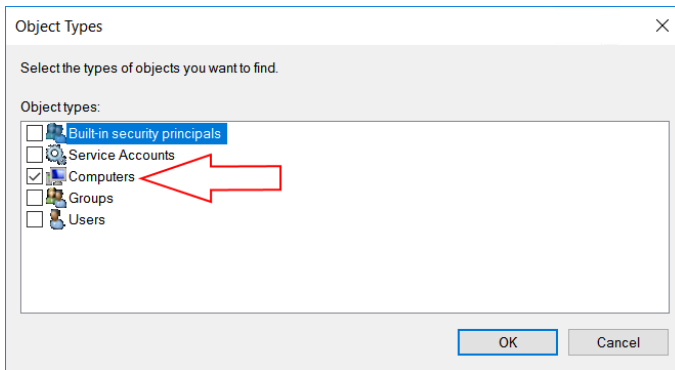 Object Types
Select the types of objects you want to find.
Object types:
Built-in security principals
Service Accounts
Computers
Groups
Users
OK
Cancel